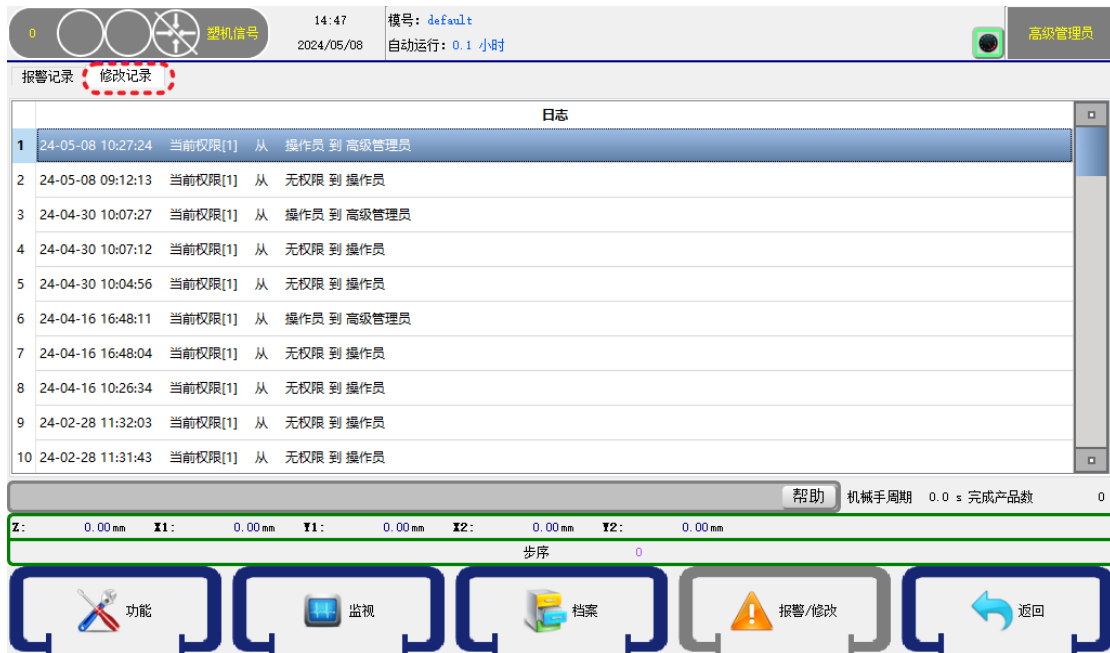 0 塑机信号 14:47 模号: default 高级管理员
2024/05/08 自动运行: 0.1 小时
报警记录 修改记录
日志
1 24-05-08 10:27:24 当前权限[1] 从 操作员 到 高级管理员
2 24-05-08 09:12:13 当前权限[1] 从 无权限 到 操作员
3 24-04-30 10:07:27 当前权限[1] 从 操作员 到 高级管理员
4 24-04-30 10:07:12 当前权限[1] 从 无权限 到 操作员
5 24-04-30 10:04:56 当前权限[1] 从 无权限 到 操作员
6 24-04-16 16:48:11 当前权限[1] 从 操作员 到 高级管理员
7 24-04-16 16:48:04 当前权限[1] 从 无权限 到 操作员
8 24-04-16 10:26:34 当前权限[1] 从 无权限 到 操作员
9 24-02-28 11:32:03 当前权限[1] 从 无权限 到 操作员
10 24-02-28 11:31:43 当前权限[1] 从 无权限 到 操作员
帮助 机械手周期 0.0 s 完成产品数 0
Z: 0.00 mm X1: 0.00 mm Y1: 0.00 mm X2: 0.00 mm Y2: 0.00 mm
步序 0
功能 监视 档案 报警/修改 返回